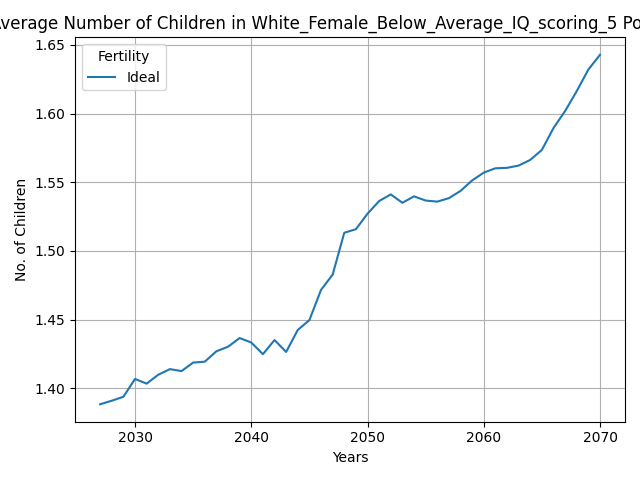 Average Number of Children in White_Female_Below_Average_IQ_scoring_5 Po
Fertility
Ideal
1.65
1.60
1.55
1.50
1.45
1.40
No. of Children
2030 2040 2050 2060 2070
Years